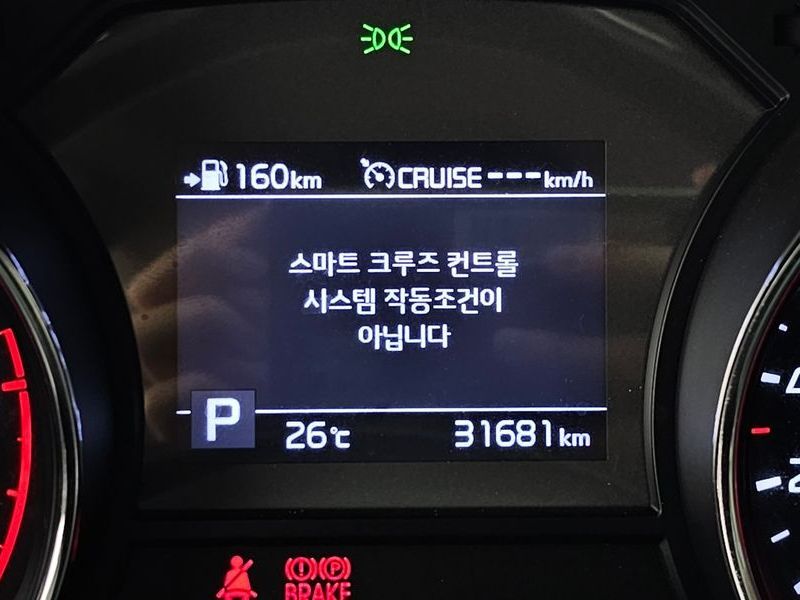 160km CRUISE ---km/h
스마트 크루즈 컨트롤
시스템 작동조건이
아닙니다
P 26℃ 31681km
(!) (P)
BRAKE